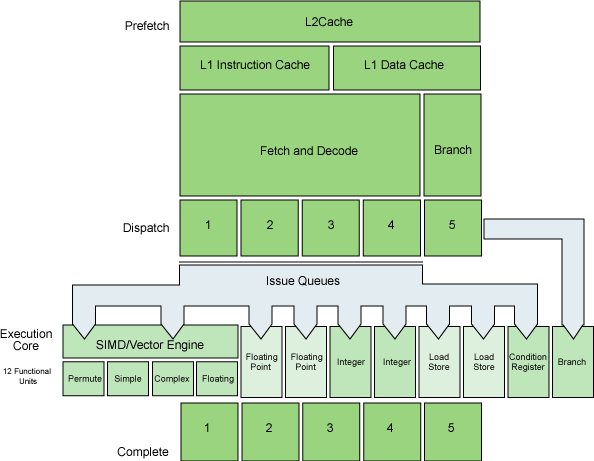 Prefetch
L2Cache
L1 Instruction Cache
L1 Data Cache
Fetch and Decode
Branch
Dispatch
1
2
3
4
5
Issue Queues
Execution
Core
12 Functional
Units
SIMD/Vector Engine
Permute
Simple
Complex
Floating
Floating
Point
Floating
Point
Integer
Integer
Load
Store
Load
Store
Condition
Register
Branch
Complete
1
2
3
4
5